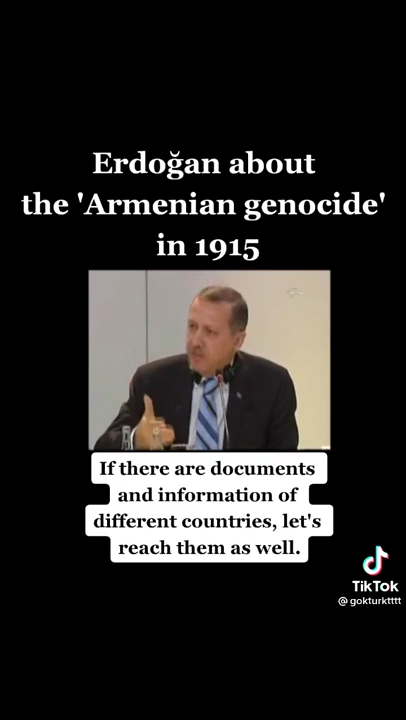 Erdoğan about
the 'Armenian genocide'
in 1915
If there are documents
and information of
different countries, let's
reach them as well.
TikTok
@gokturktttt